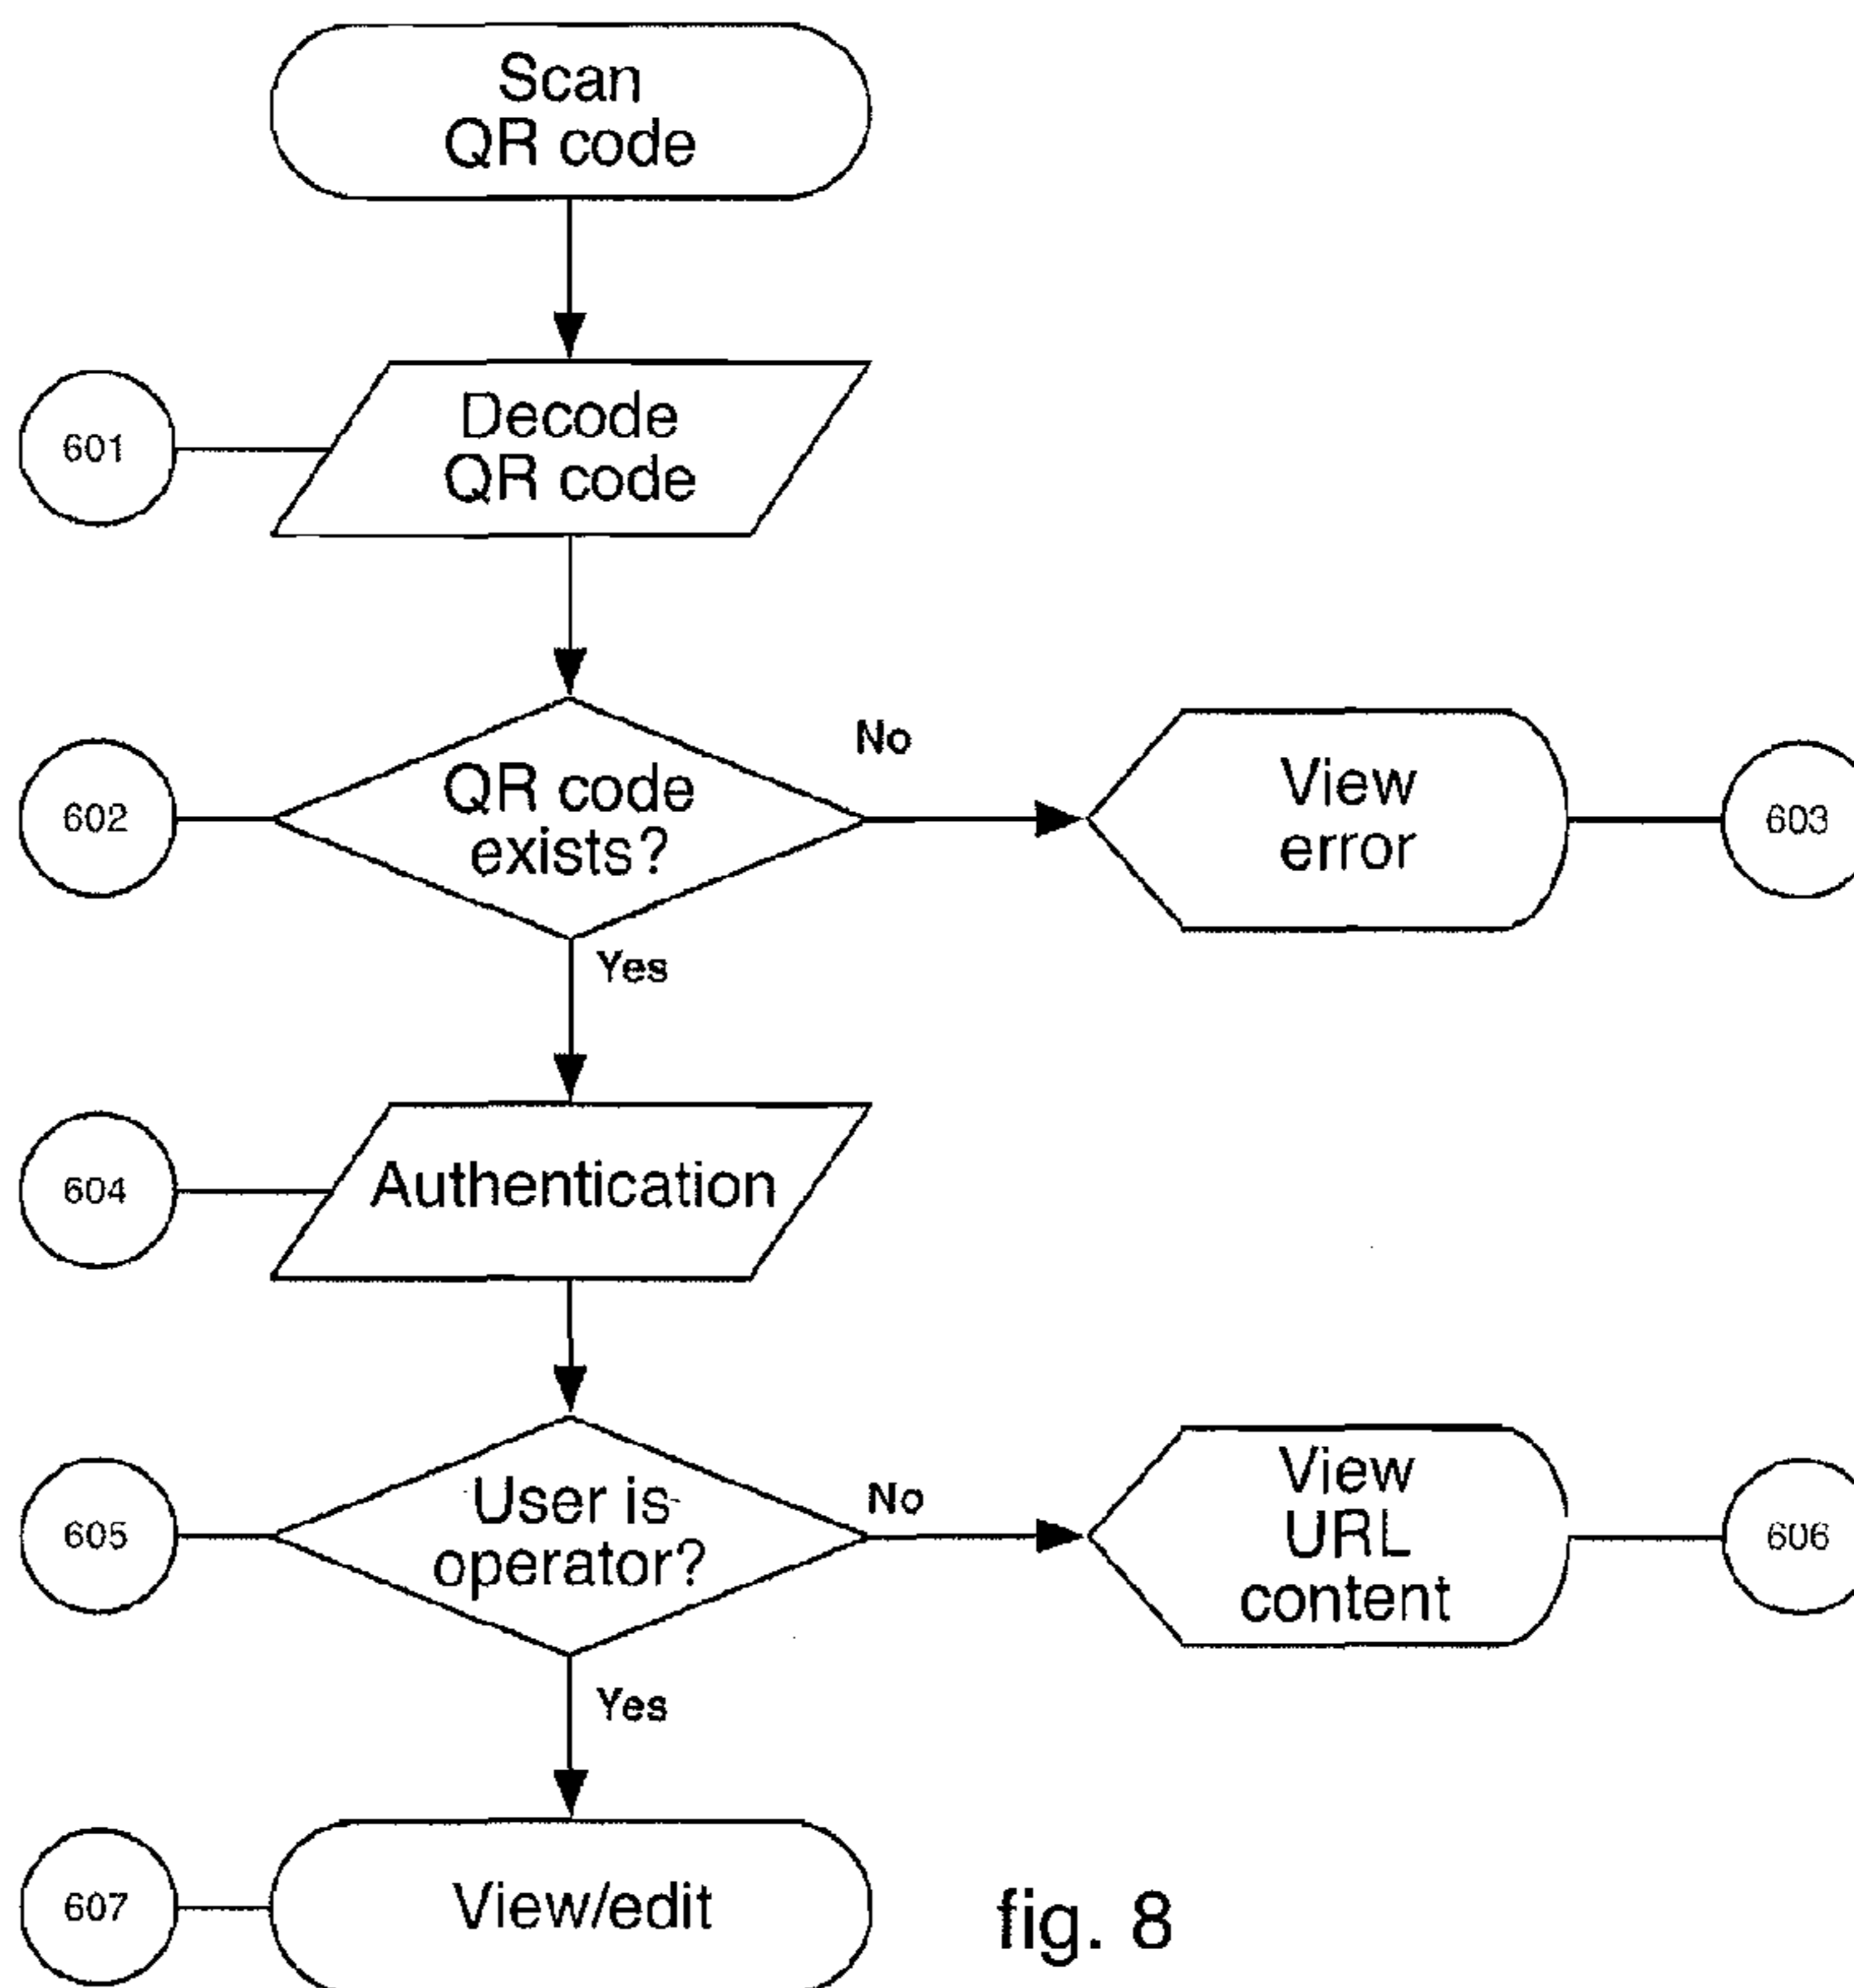 Scan
QR code
601
Decode
QR code
602
QR code
exists?
No
View
error
603
Yes
604
Authentication
605
User is
operator?
No
View
URL
content
606
Yes
607
View/edit
fig. 8